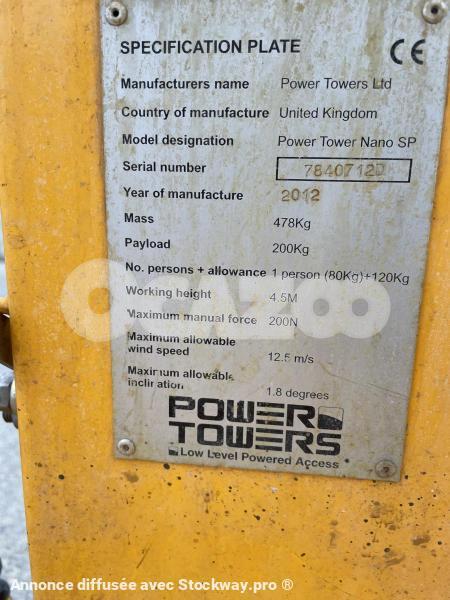 SPECIFICATION PLATE CE
Manufacturers name Power Towers Ltd
Country of manufacture United Kingdom
Model designation Power Tower Nano SP
Serial number 7840712D
Year of manufacture 2012
Mass 478Kg
Payload 200Kg
No. persons + allowance 1 person (80Kg)+120Kg
Working height 4.5M
Maximum manual force 200N
Maximum allowable
wind speed 12.5 m/s
Maximum allowable
inclination 1.8 degrees
POWER
TOWERS
Low Level Powered Access
Annonce diffusée avec Stockway.pro ®